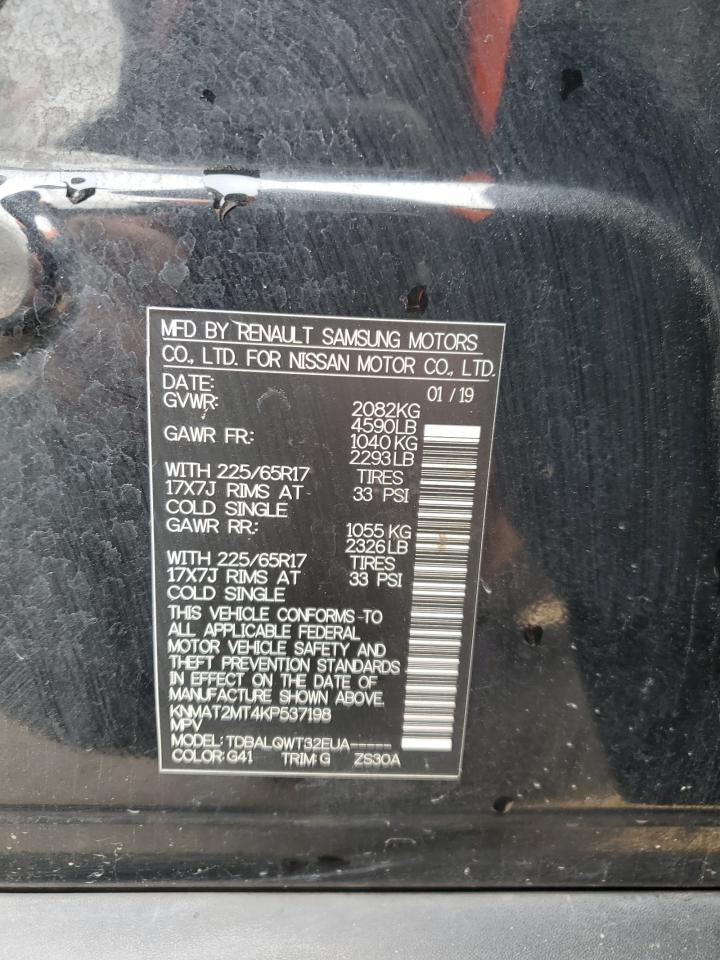 MFD BY RENAULT SAMSUNG MOTORS
CO., LTD. FOR NISSAN MOTOR CO., LTD.
DATE: 01 / 19
GVWR: 2082KG
4590LB
GAWR FR: 1040 KG
2293LB
WITH 225/65R17 TIRES
17X7J RIMS AT 33 PSI
COLD SINGLE
GAWR RR: 1055 KG
2326LB
WITH 225/65R17 TIRES
17X7J RIMS AT 33 PSI
COLD SINGLE
THIS VEHICLE CONFORMS TO
ALL APPLICABLE FEDERAL
MOTOR VEHICLE SAFETY AND
THEFT PREVENTION STANDARDS
IN EFFECT ON THE DATE OF
MANUFACTURE SHOWN ABOVE.
KNMAT2MT4KP537198
MPV
MODEL: TDBALQWT32EUA-----
COLOR: G41 TRIM: G ZS30A